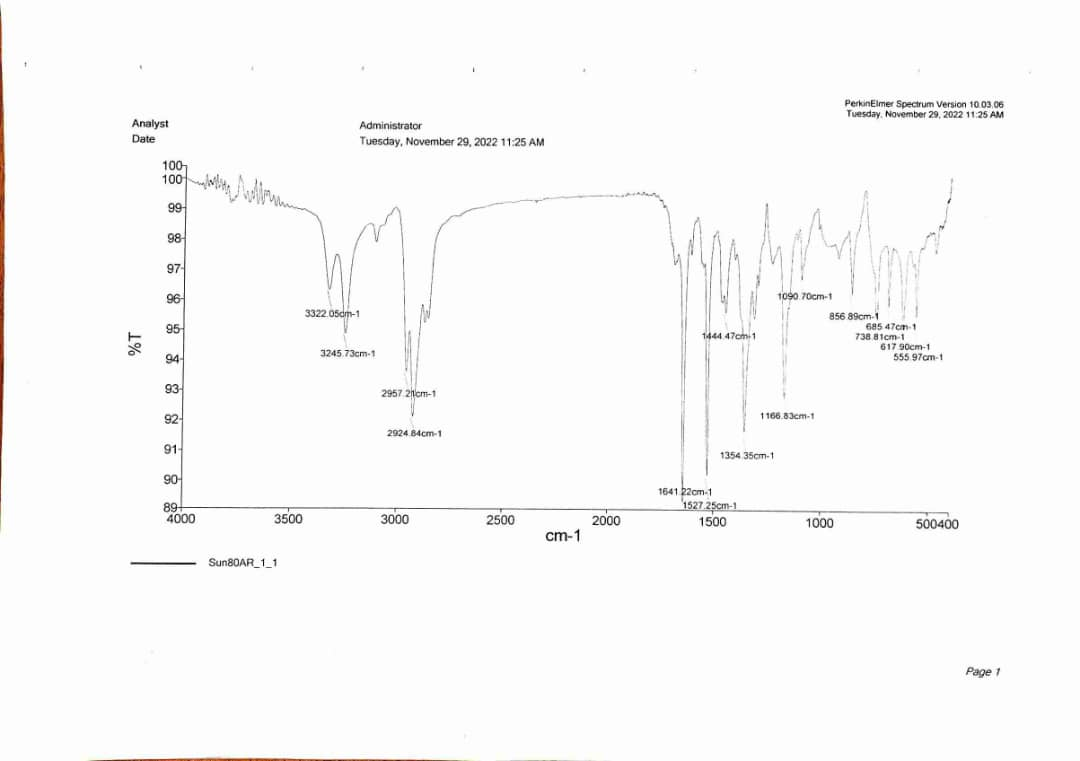 PerkinElmer Spectrum Version 10.03.06
Tuesday, November 29, 2022 11:25 AM
Analyst Administrator
Date Tuesday, November 29, 2022 11:25 AM
100
100
99
98
97
96
95
94
93
92
91
90
89
%T
3322.05cm-1
3245.73cm-1
2957.21cm-1
2924.84cm-1
1641.22cm-1
1527.25cm-1
1444.47cm-1
1354.35cm-1
1166.83cm-1
1090.70cm-1
856.89cm-1
685.47cm-1
738.81cm-1
617.90cm-1
555.97cm-1
4000 3500 3000 2500 2000 1500 1000 500400
cm-1
Sun80AR_1_1
Page 1